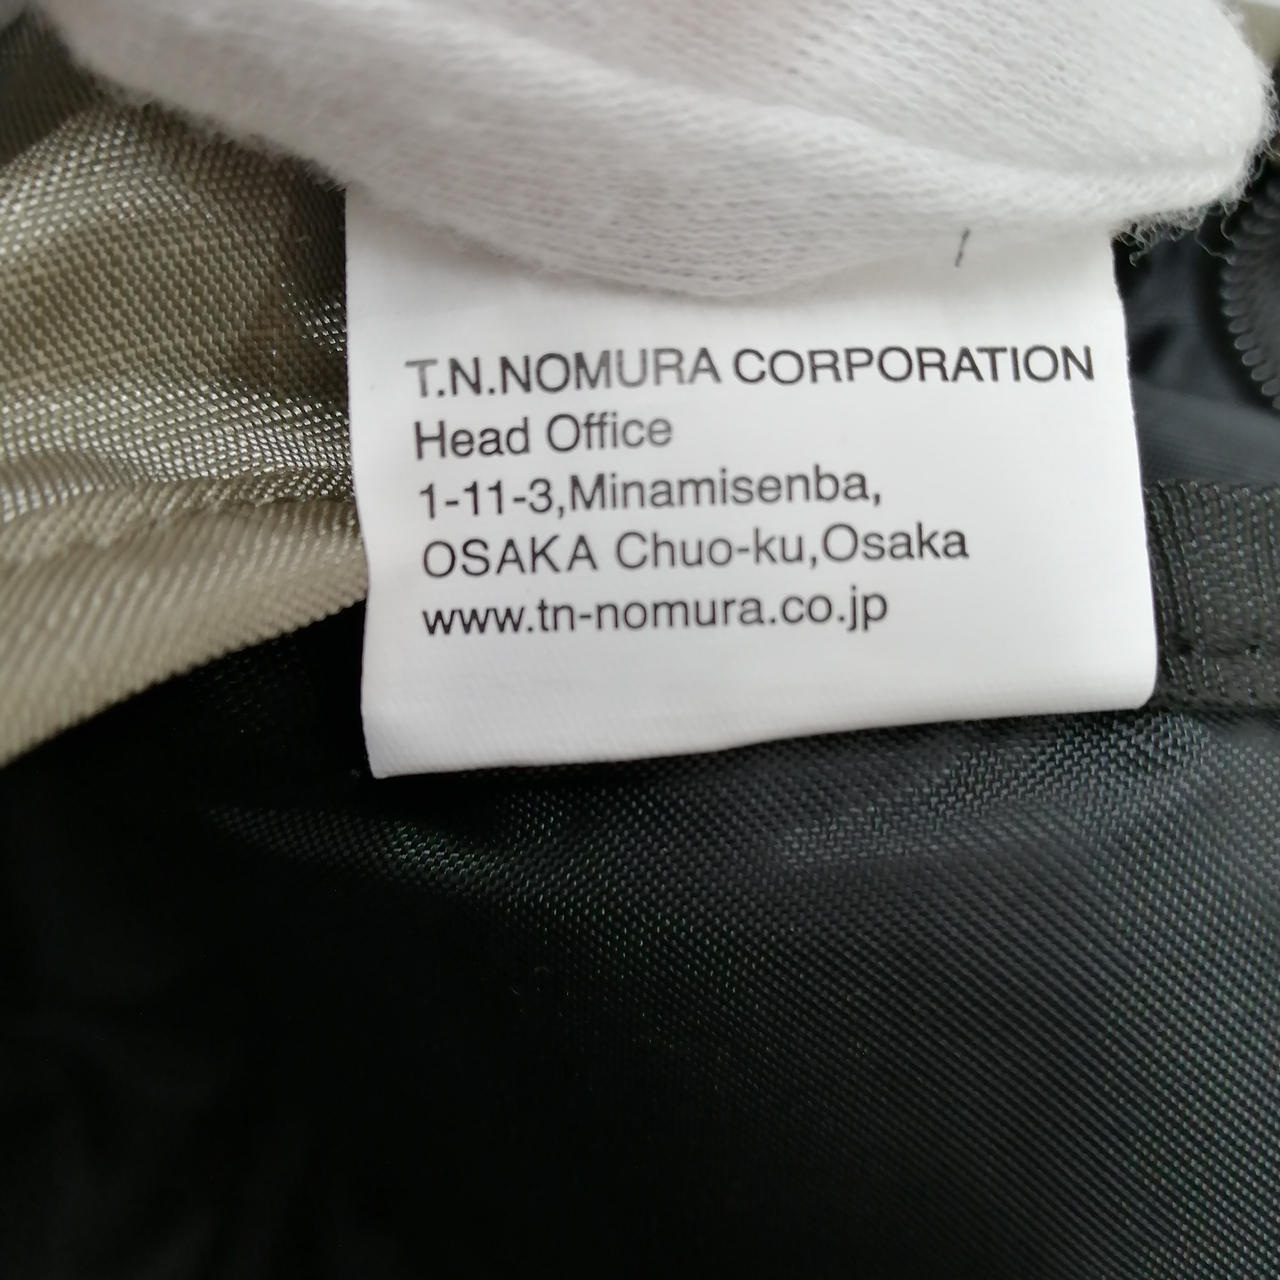 T.N.NOMURA CORPORATION
Head Office
1-11-3,Minamisenba,
OSAKA Chuo-ku,Osaka
www.tn-nomura.co.jp